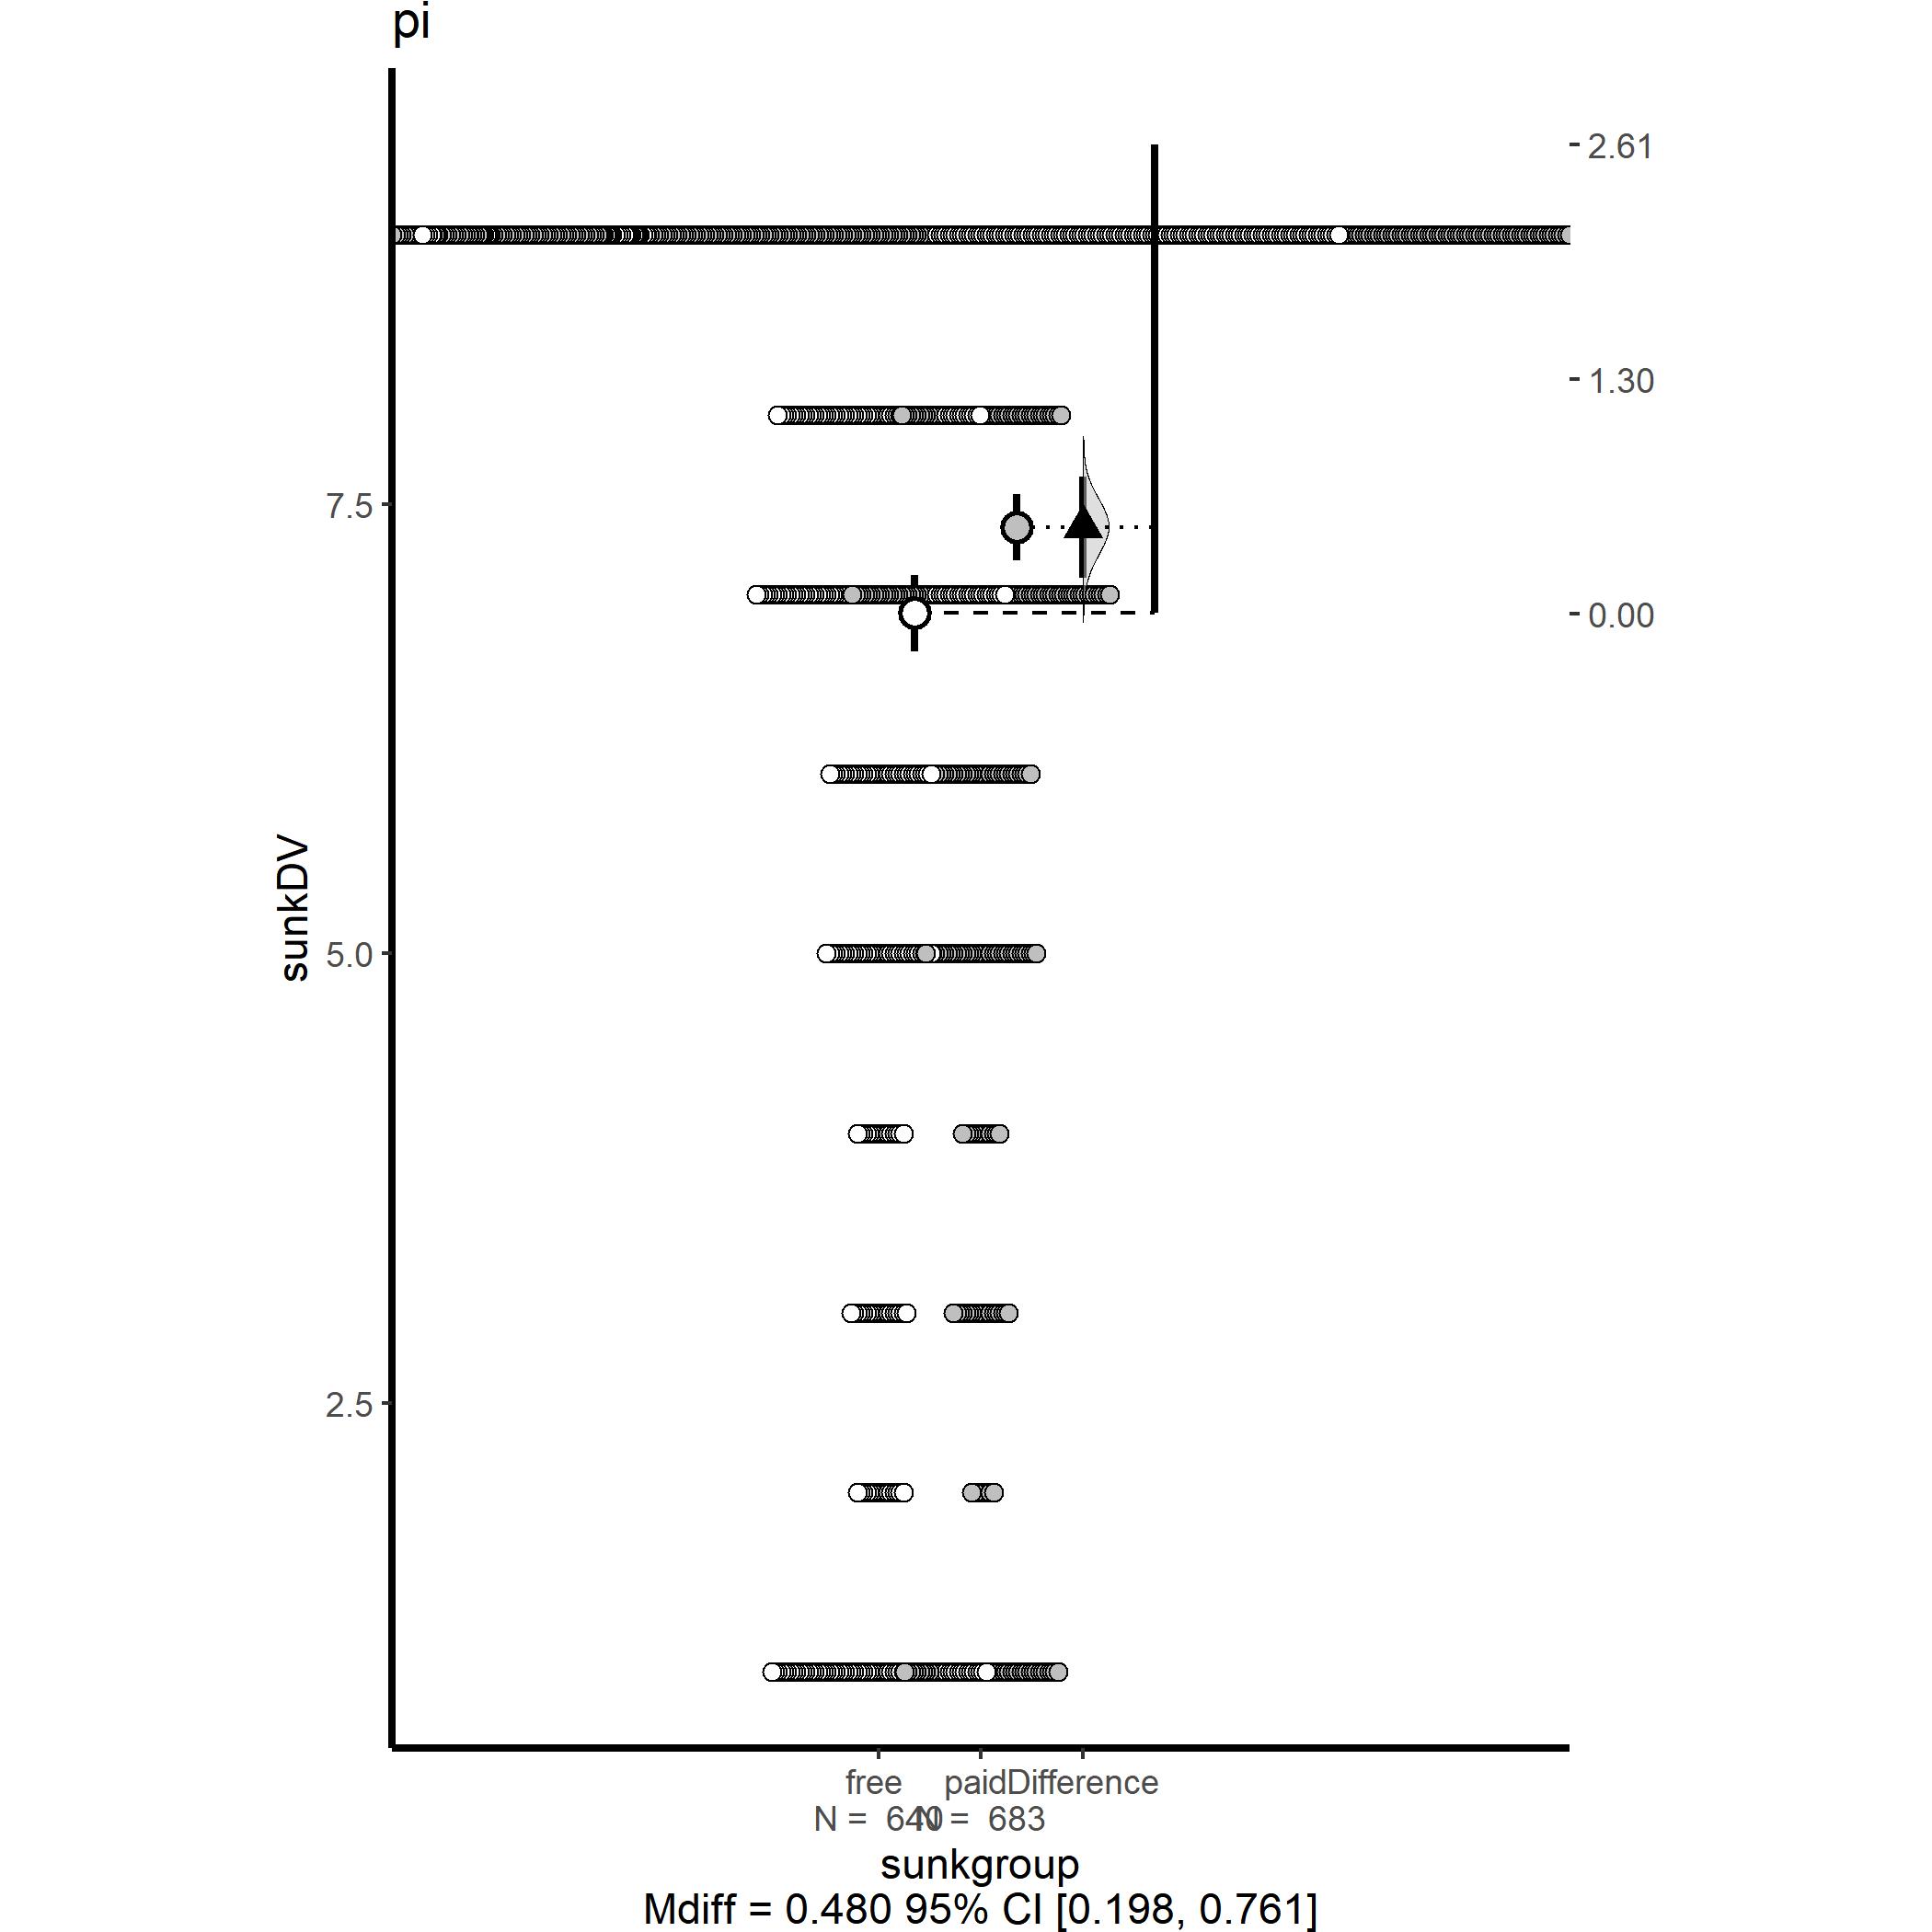 pi
2.61
1.30
7.5
0.00
sunkDV
5.0
2.5
free paidDifference
N = 640 N = 683
sunkgroup
Mdiff = 0.480 95% CI [0.198, 0.761]